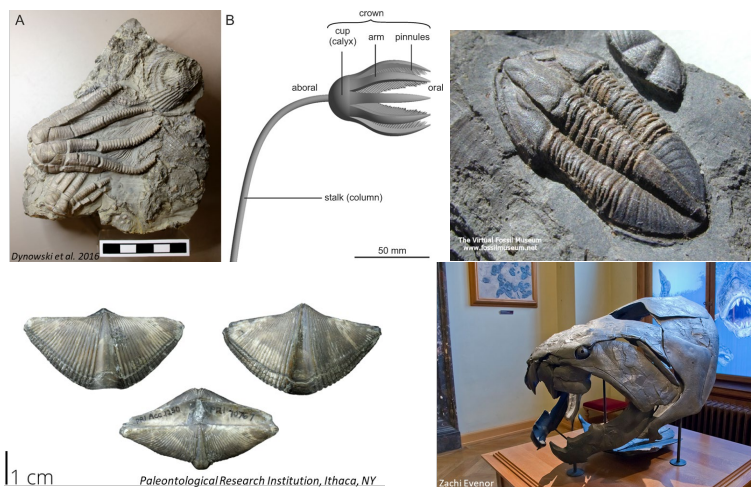 A
B
crown
cup
(calyx)
arm
pinnules
aboral
oral
stalk (column)
50 mm
Dynowski et al. 2016
The Virtual Fossil Museum
www.fossilmuseum.net
1 cm
Paleontological Research Institution, Ithaca, NY
Zachi Evenor